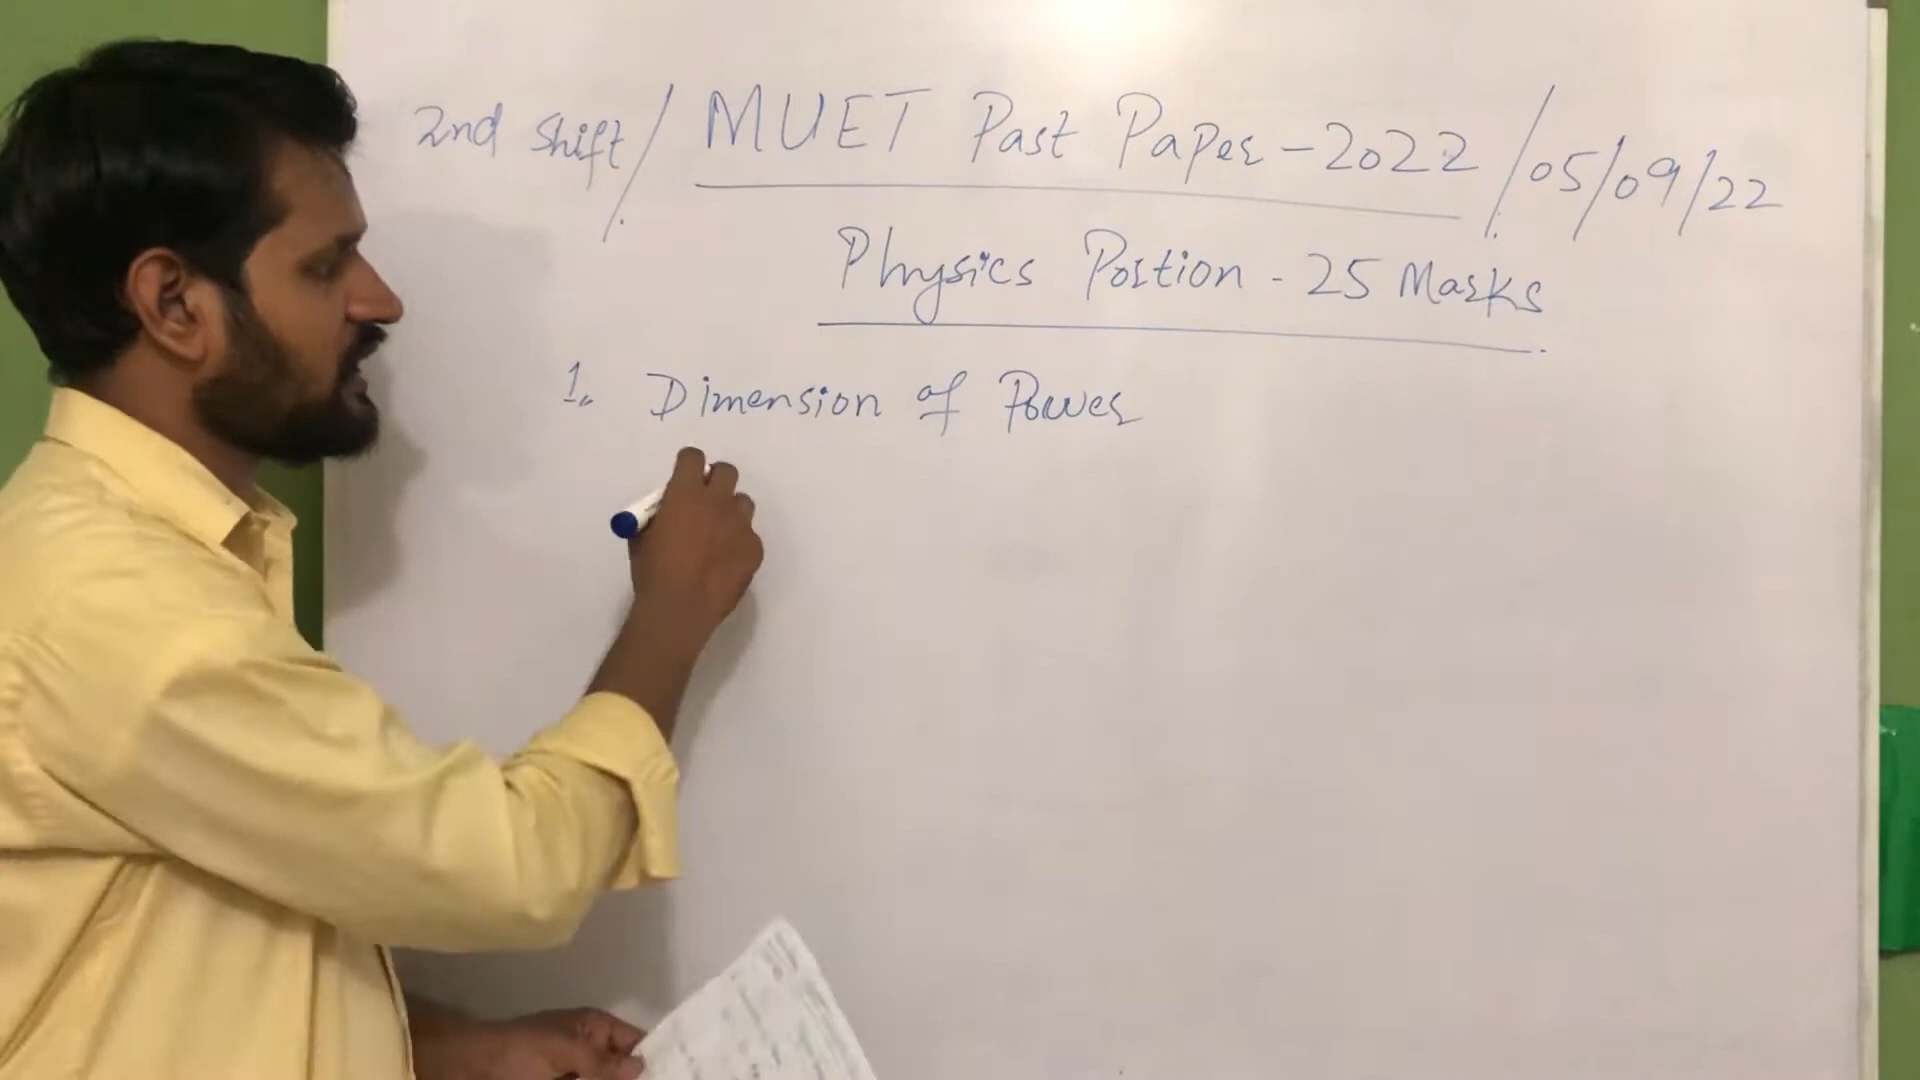 2nd Shift / MUET Past Paper - 2022 / 05/09/22
Physics Portion - 25 Marks
1. Dimension of Power